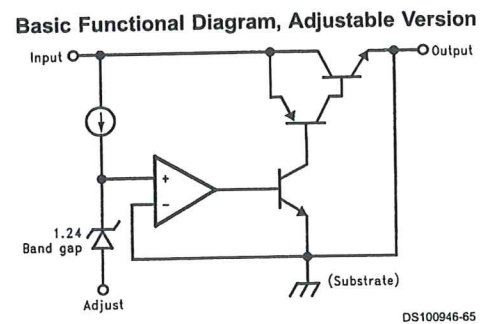 Basic Functional Diagram, Adjustable Version
Input
Output
+
-
1.24
Band gap
(Substrate)
Adjust
DS100946-65